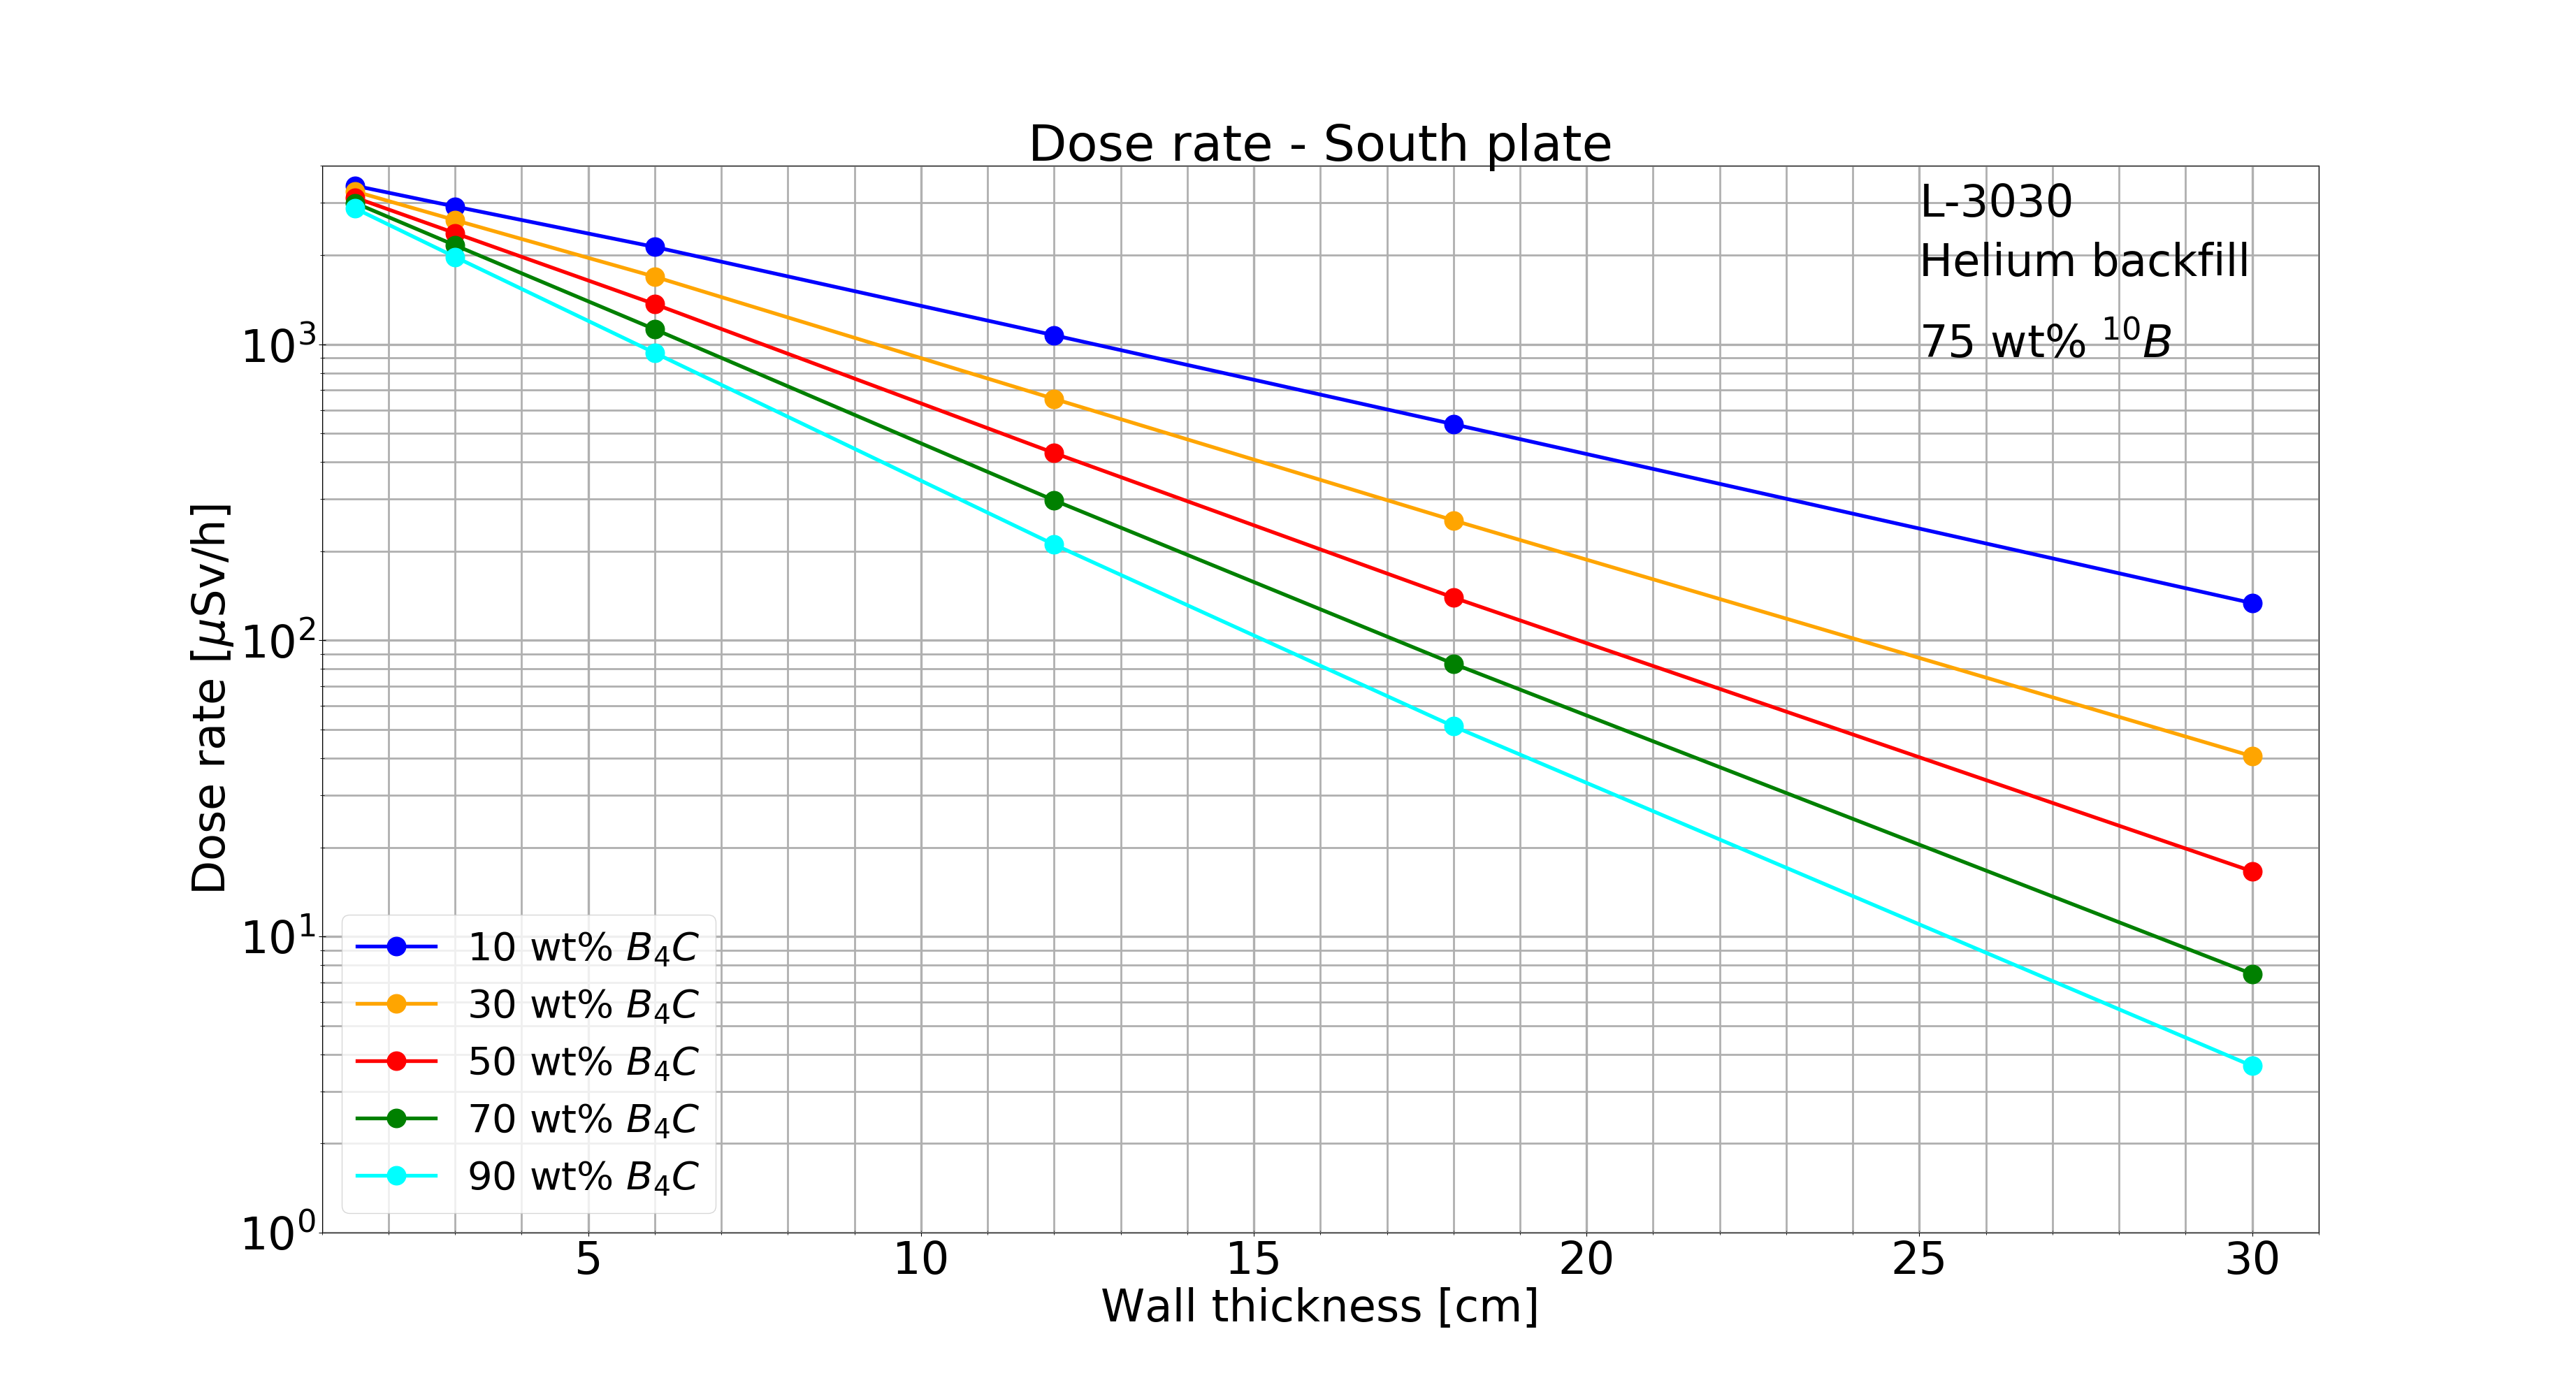 Dose rate - South plate
L-3030
Helium backfill
75 wt% ¹⁰B
Dose rate [μSv/h]
10³
10²
10¹
10⁰
10 wt% B₄C
30 wt% B₄C
50 wt% B₄C
70 wt% B₄C
90 wt% B₄C
5 10 15 20 25 30
Wall thickness [cm]